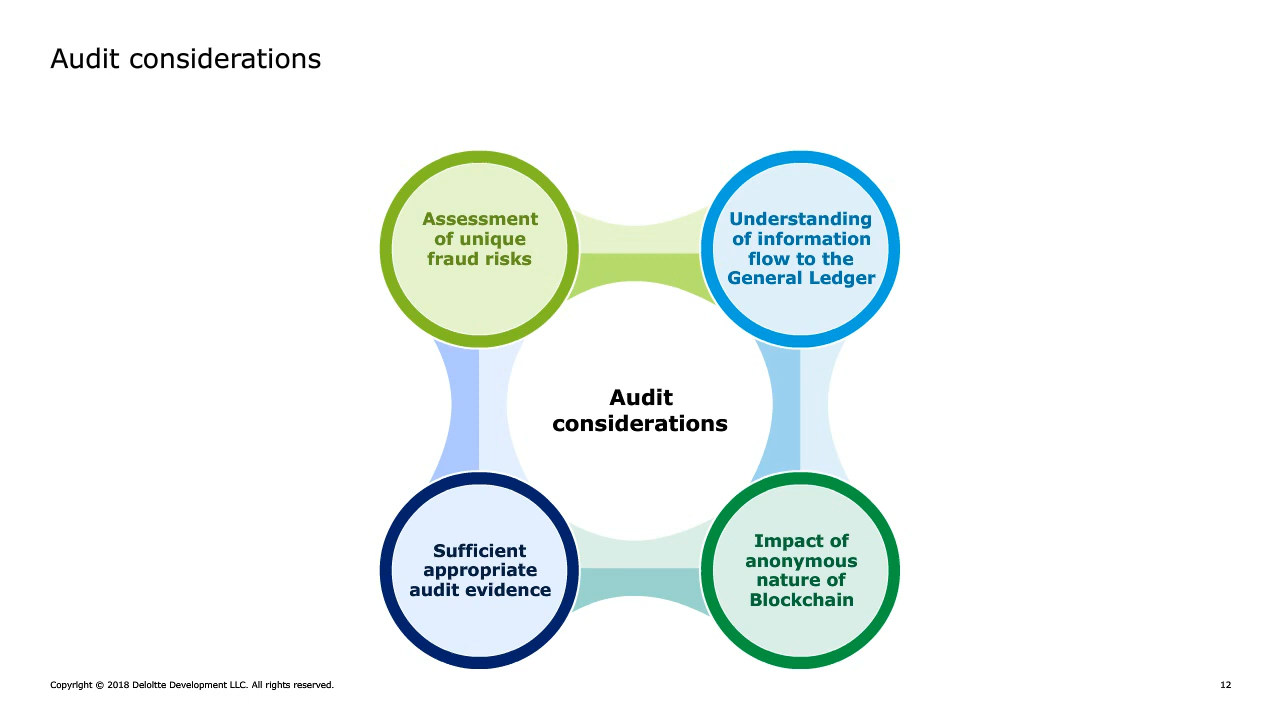 Audit considerations
Assessment
of unique
fraud risks
Understanding
of information
flow to the
General Ledger
Audit
considerations
Sufficient
appropriate
audit evidence
Impact of
anonymous
nature of
Blockchain
Copyright © 2018 Deloitte Development LLC. All rights reserved.
12